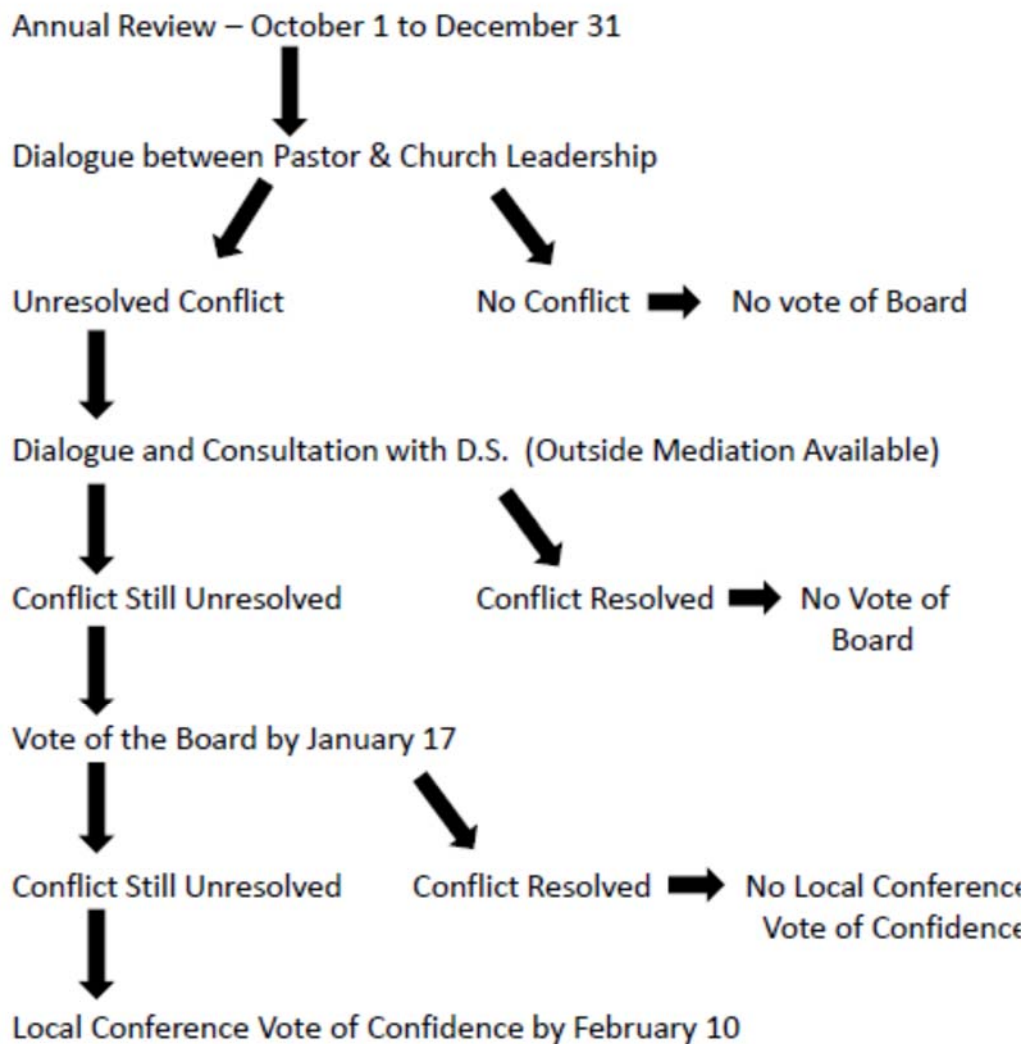 Annual Review – October 1 to December 31
Dialogue between Pastor & Church Leadership
Unresolved Conflict
No Conflict
No vote of Board
Dialogue and Consultation with D.S. (Outside Mediation Available)
Conflict Still Unresolved
Conflict Resolved
No Vote of
Board
Vote of the Board by January 17
Conflict Still Unresolved
Conflict Resolved
No Local Conference
Vote of Confidence
Local Conference Vote of Confidence by February 10